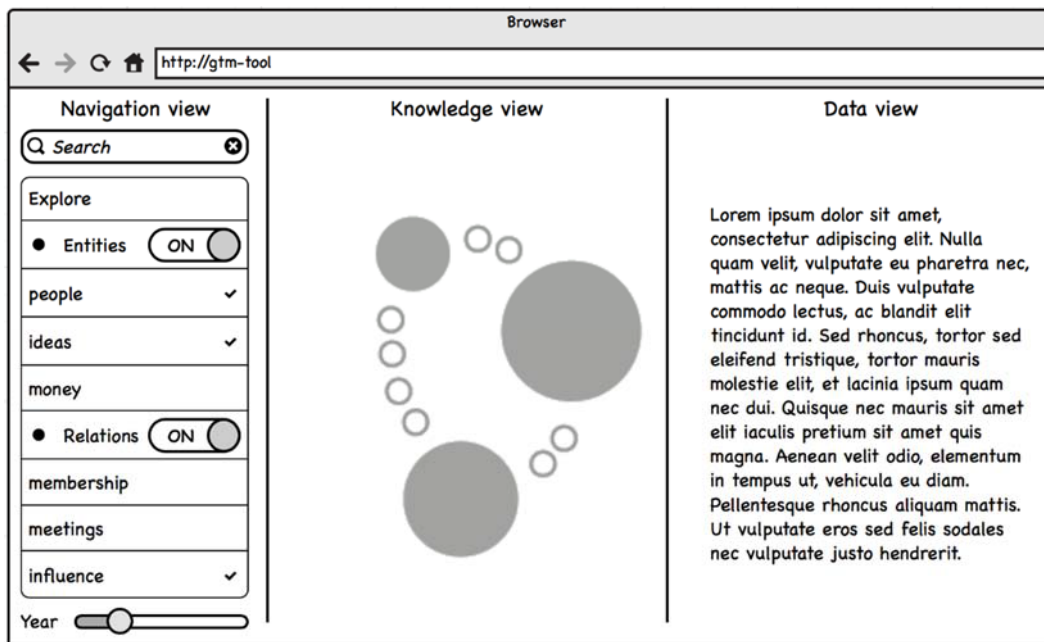 Browser
http://gtm-tool
Navigation view
Search
Explore
Entities ON
people
ideas
money
Relations ON
membership
meetings
influence
Year
Knowledge view
Data view
Lorem ipsum dolor sit amet,
consectetur adipiscing elit. Nulla
quam velit, vulputate eu pharetra nec,
mattis ac neque. Duis vulputate
commodo lectus, ac blandit elit
tincidunt id. Sed rhoncus, tortor sed
eleifend tristique, tortor mauris
molestie elit, et lacinia ipsum quam
nec dui. Quisque nec mauris sit amet
elit iaculis pretium sit amet quis
magna. Aenean velit odio, elementum
in tempus ut, vehicula eu diam.
Pellentesque rhoncus aliquam mattis.
Ut vulputate eros sed felis sodales
nec vulputate justo hendrerit.